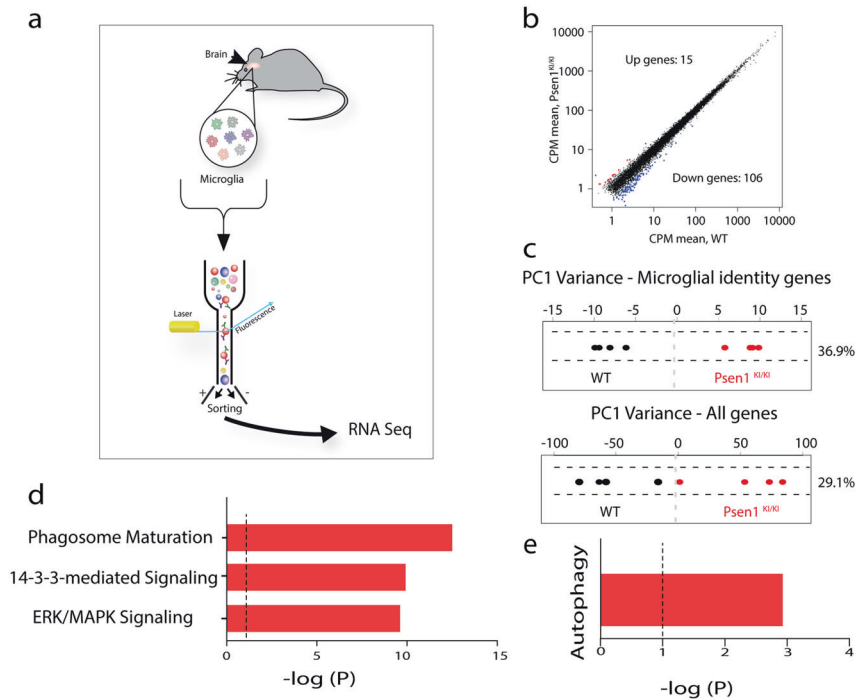 a
Brain
Microglia
Laser
Fluorescence
+ -
Sorting
RNA Seq
b
10000
1000
100
10
1
CPM mean, Psen1 KI/KI
Up genes: 15
Down genes: 106
1 10 100 1000 10000
CPM mean, WT
c
PC1 Variance - Microglial identity genes
-15 -10 -5 0 5 10 15
36.9%
WT Psen1 KI/KI
PC1 Variance - All genes
-100 -50 0 50 100
29.1%
WT Psen1 KI/KI
d
Phagosome Maturation
14-3-3-mediated Signaling
ERK/MAPK Signaling
0 5 10 15
-log (P)
e
Autophagy
0 1 2 3 4
-log (P)